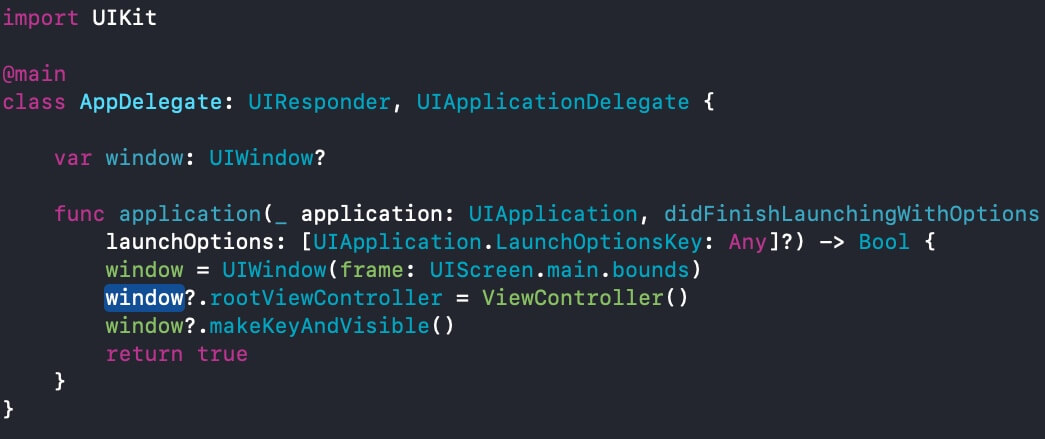 import UIKit
@main
class AppDelegate: UIResponder, UIApplicationDelegate {
var window: UIWindow?
func application(_ application: UIApplication, didFinishLaunchingWithOptions
launchOptions: [UIApplication.LaunchOptionsKey: Any]?) -> Bool {
window = UIWindow(frame: UIScreen.main.bounds)
window?.rootViewController = ViewController()
window?.makeKeyAndVisible()
return true
}
}